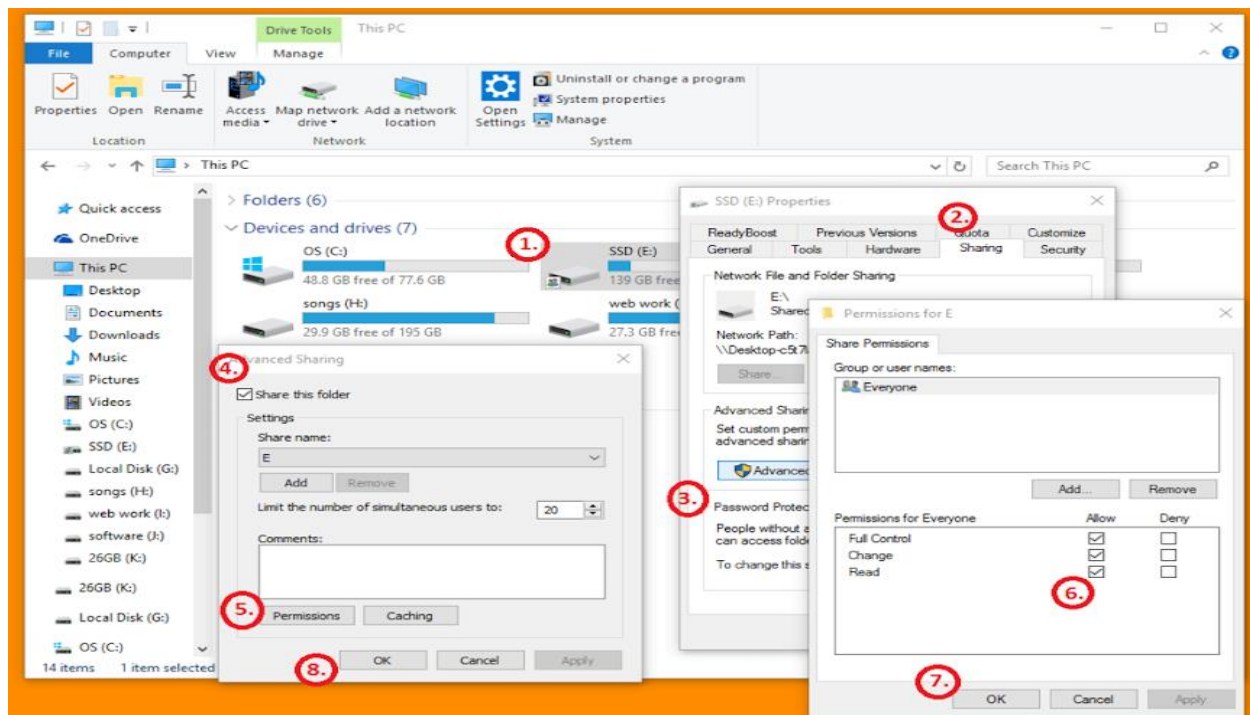 Drive Tools This PC
File Computer View Manage
Properties Open Rename
Location
Access media
Map network drive
Add a network location
Network
Open Settings
Uninstall or change a program
System properties
Manage
System
This PC
Search This PC
Quick access
OneDrive
This PC
Desktop
Documents
Downloads
Music
Pictures
Videos
OS (C:)
SSD (E:)
Local Disk (G:)
songs (H:)
web work (I:)
software (J:)
26GB (K:)
26GB (K:)
Local Disk (G:)
OS (C:)
14 items 1 item selected
Folders (6)
Devices and drives (7)
OS (C:)
48.8 GB free of 77.6 GB
1.
SSD (E:)
139 GB free
songs (H:)
29.9 GB free of 195 GB
web work (
27.3 GB fre
4.
Advanced Sharing
Share this folder
Settings
Share name:
E
Add Remove
Limit the number of simultaneous users to: 20
Comments:
5.
Permissions Caching
8.
OK Cancel Apply
SSD (E:) Properties
2.
ReadyBoost Previous Versions Quota Customize
General Tools Hardware Sharing Security
Network File and Folder Sharing
E:\
Shared
Network Path:
\\Desktop-c5t7
Share...
Advanced Sharin
Set custom perm
advanced sharin
Advanced
3.
Password Protec
People without a
can access folde
To change this s
Permissions for E
Share Permissions
Group or user names:
Everyone
Add... Remove
Permissions for Everyone Allow Deny
Full Control
Change
Read
6.
7.
OK Cancel Apply